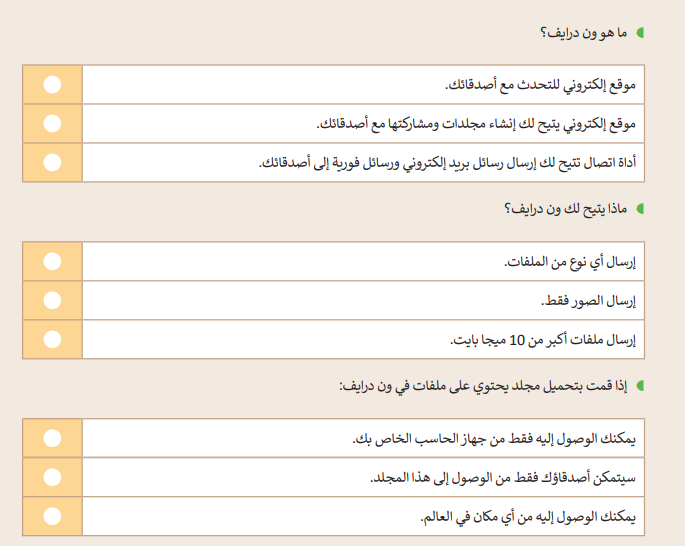 ما هو ون درايف؟
موقع إلكتروني للتحدث مع أصدقائك.
موقع إلكتروني يتيح لك إنشاء مجلدات ومشاركتها مع أصدقائك.
أداة اتصال تتيح لك إرسال رسائل بريد إلكتروني ورسائل فورية إلى أصدقائك.
ماذا يتيح لك ون درايف؟
إرسال أي نوع من الملفات.
إرسال الصور فقط.
إرسال ملفات أكبر من 10 ميجا بايت.
إذا قمت بتحميل مجلد يحتوي على ملفات في ون درايف:
يمكنك الوصول إليه فقط من جهاز الحاسب الخاص بك.
سيتمكن أصدقاؤك فقط من الوصول إلى هذا المجلد.
يمكنك الوصول إليه من أي مكان في العالم.